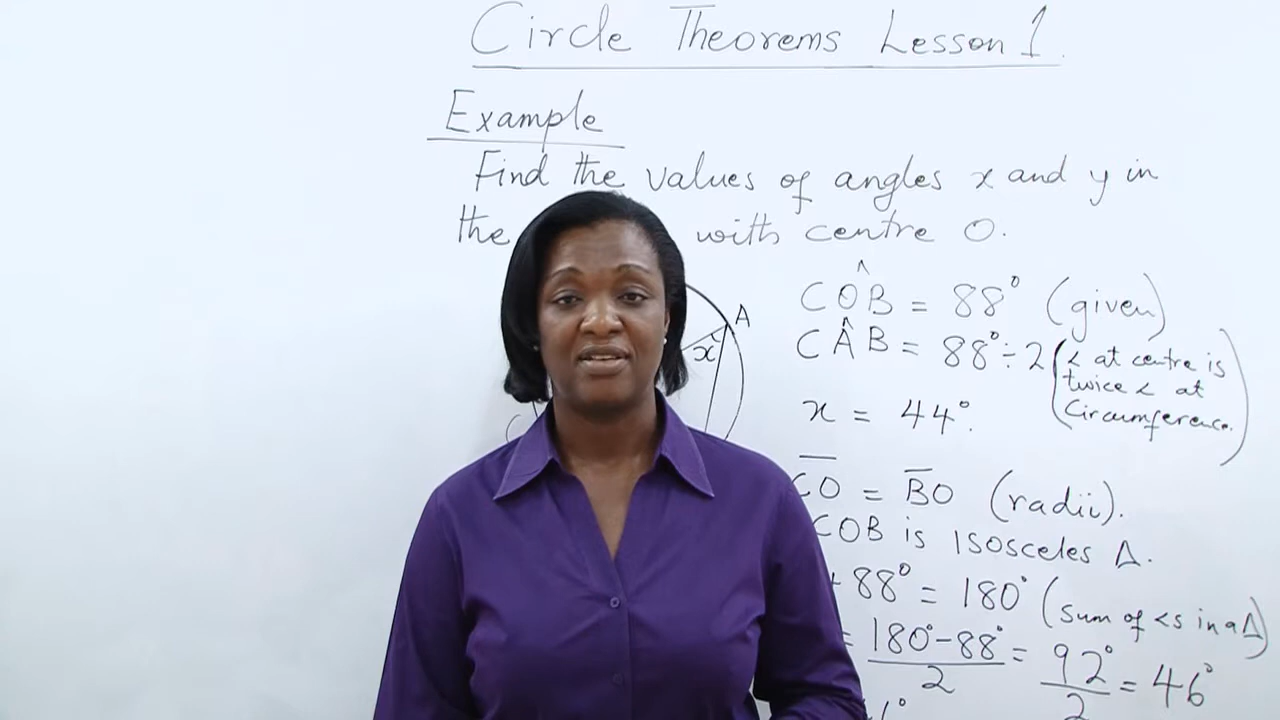 Circle Theorems Lesson 1.
Example
Find the values of angles x and y in
the with centre O.
A
x
CÔB = 88° (given)
CÂB = 88° ÷ 2 (< at centre is
twice < at
circumference.)
x = 44°.
C̅O̅ = B̅O (radii).
COB is Isosceles Δ.
+ 88° = 180° (sum of <s in a Δ)
= 180° - 88° / 2 = 92° / 2 = 46°